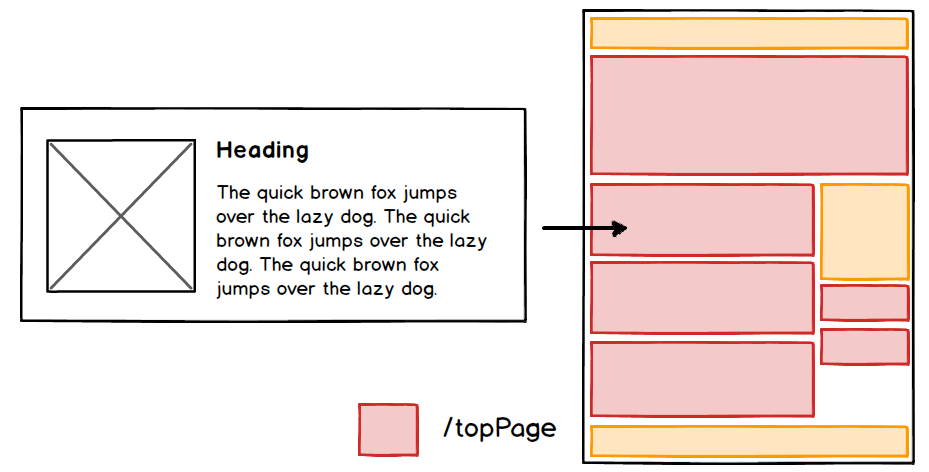 Heading
The quick brown fox jumps
over the lazy dog. The quick
brown fox jumps over the lazy
dog. The quick brown fox
jumps over the lazy dog.
/topPage